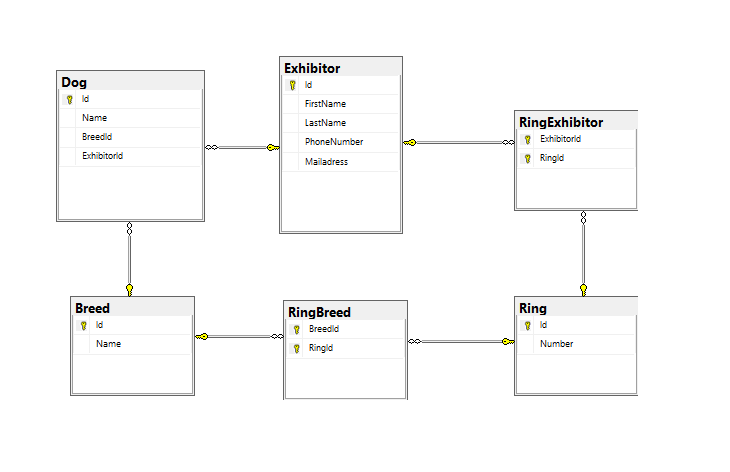 Dog
Id
Name
BreedId
ExhibitorId
Exhibitor
Id
FirstName
LastName
PhoneNumber
Mailadress
RingExhibitor
ExhibitorId
RingId
Breed
Id
Name
RingBreed
BreedId
RingId
Ring
Id
Number